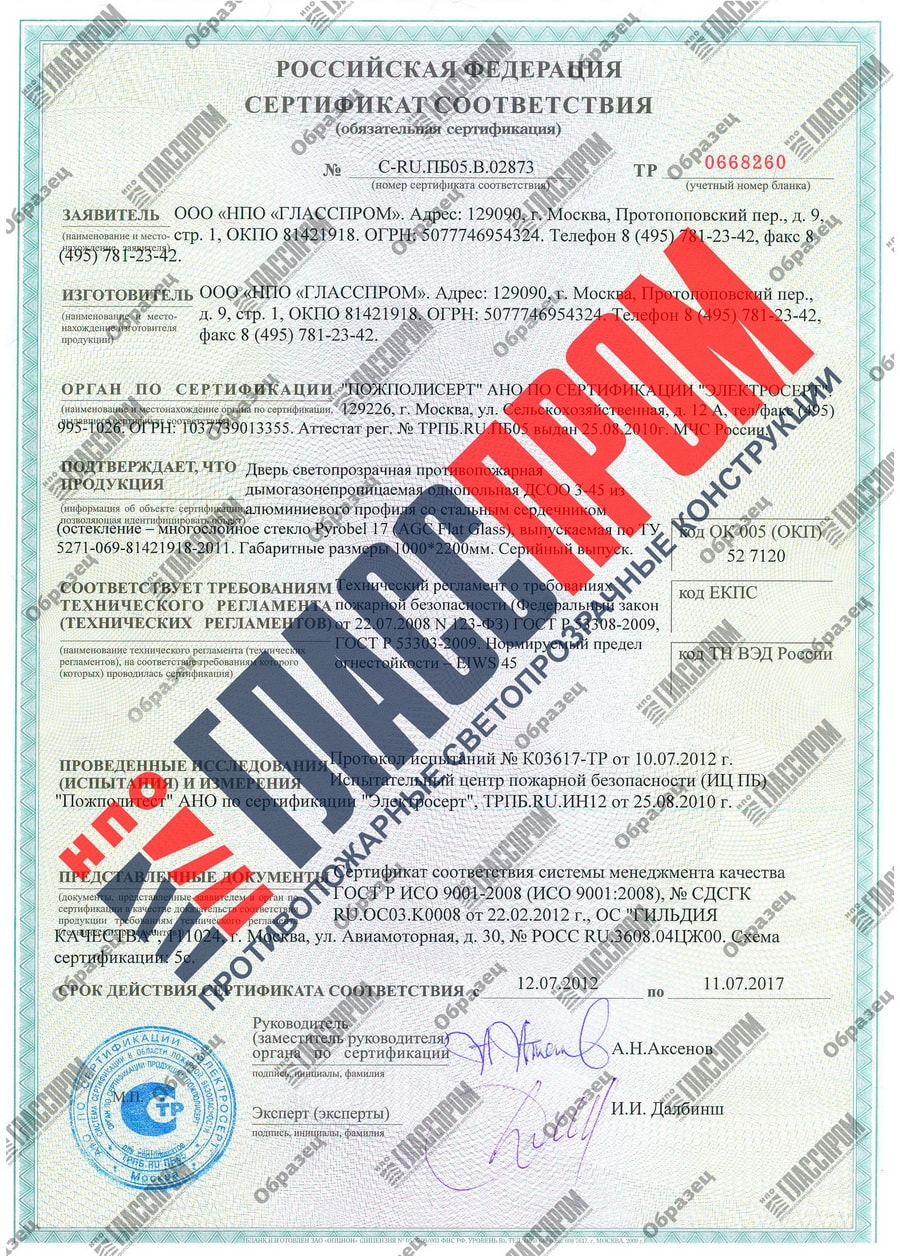 РОССИЙСКАЯ ФЕДЕРАЦИЯ
СЕРТИФИКАТ СООТВЕТСТВИЯ
(обязательная сертификация)
№ C-RU.ПБ05.В.02873
ТР 0668260
(номер сертификата соответствия)
(учетный номер бланка)
ЗАЯВИТЕЛЬ ООО «НПО «ГЛАССПРОМ». Адрес: 129090, г. Москва, Протопоповский пер., д. 9,
(наименование и место-нахождение заявителя) стр. 1, ОКПО 81421918. ОГРН: 5077746954324. Телефон 8 (495) 781-23-42, факс 8
(495) 781-23-42.
ИЗГОТОВИТЕЛЬ ООО «НПО «ГЛАССПРОМ». Адрес: 129090, г. Москва, Протопоповский пер.,
(наименование и место- д. 9, стр. 1, ОКПО 81421918. ОГРН: 5077746954324. Телефон 8 (495) 781-23-42,
нахождение изготовителя факс 8 (495) 781-23-42.
продукции)
ОРГАН ПО СЕРТИФИКАЦИИ "ПОЖПОЛИСЕРТ" АНО ПО СЕРТИФИКАЦИИ "ЭЛЕКТРОСЕРТ"
(наименование и местонахождение органа по сертификации, 129226, г. Москва, ул. Сельскохозяйственная, д. 12 А, тел/факс (495)
995-1026. ОГРН: 1037739013355. Аттестат рег. № ТРПБ.RU.ПБ05 выдан 25.08.2010г. МЧС России.
ПОДТВЕРЖДАЕТ, ЧТО Дверь светопрозрачная противопожарная
ПРОДУКЦИЯ дымогазонепроницаемая однопольная ДСОО 3-45 из
(информация об объекте сертификации, алюминиевого профиля со стальным сердечником
позволяющая идентифицировать
(остекление – многослойное стекло Pyrobel 17 (AGC Flat Glass), выпускаемая по ТУ
5271-069-81421918-2011. Габаритные размеры 1000*2200мм. Серийный выпуск.
код ОК 005 (ОКП)
52 7120
код ЕКПС
код ТН ВЭД России
СООТВЕТСТВУЕТ ТРЕБОВАНИЯМ Технический регламент о требованиях
ТЕХНИЧЕСКОГО РЕГЛАМЕНТА пожарной безопасности (Федеральный закон
(ТЕХНИЧЕСКИХ РЕГЛАМЕНТОВ) от 22.07.2008 N 123-ФЗ) ГОСТ Р 53308-2009,
ГОСТ Р 53303-2009. Нормируемый предел
огнестойкости – EIWS 45
(наименование технического регламента (технических
регламентов), на соответствие требованиям которого
(которых) проводилась сертификация)
ПРОВЕДЕННЫЕ ИССЛЕДОВАНИЯ Протокол испытаний № К03617-ТР от 10.07.2012 г.
(ИСПЫТАНИЯ) И ИЗМЕРЕНИЯ Испытательный центр пожарной безопасности (ИЦ ПБ)
"Пожполитест" АНО по сертификации "Электросерт", ТРПБ.RU.ИН12 от 25.08.2010 г.
ПРЕДСТАВЛЕННЫЕ ДОКУМЕНТЫ Сертификат соответствия системы менеджмента качества
(документы, представленные заявителем в орган по ГОСТ Р ИСО 9001-2008 (ИСО 9001:2008), № СДСГК
сертификации в качестве доказательств соответствия
продукции требованиям RU.ОС03.К0008 от 22.02.2012 г., ОС "ГИЛЬДИЯ
КАЧЕСТВА", 111024, г. Москва, ул. Авиамоторная, д. 30, № РОСС RU.3608.04ЦЖ00. Схема
сертификации: 5с.
СРОК ДЕЙСТВИЯ СЕРТИФИКАТА СООТВЕТСТВИЯ с 12.07.2012 по 11.07.2017
Руководитель
(заместитель руководителя)
органа по сертификации А.Н.Аксенов
подпись, инициалы, фамилия
М.П.
Эксперт (эксперты) И.И. Далбинш
подпись, инициалы, фамилия
НПО ГЛАССПРОМ
ПРОТИВОПОЖАРНЫЕ СВЕТОПРОЗРАЧНЫЕ КОНСТРУКЦИИ
Образец
НПО ГЛАССПРОМ
АНО ПО СЕРТИФИКАЦИИ ЭЛЕКТРОСЕРТ
ТРПБ.RU.ПБ05
Москва